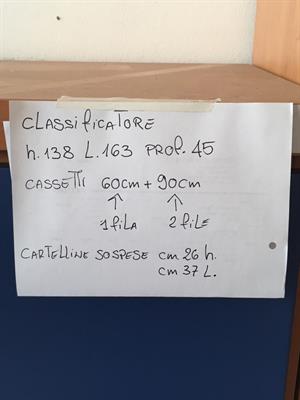 CLASSIFICATORE
h.138 L.163 PROF. 45
CASSETTI 60cm + 90cm
1 fiLA 2 fiLE
CARTELLINE SOSPESE cm 26 h.
cm 37 L.